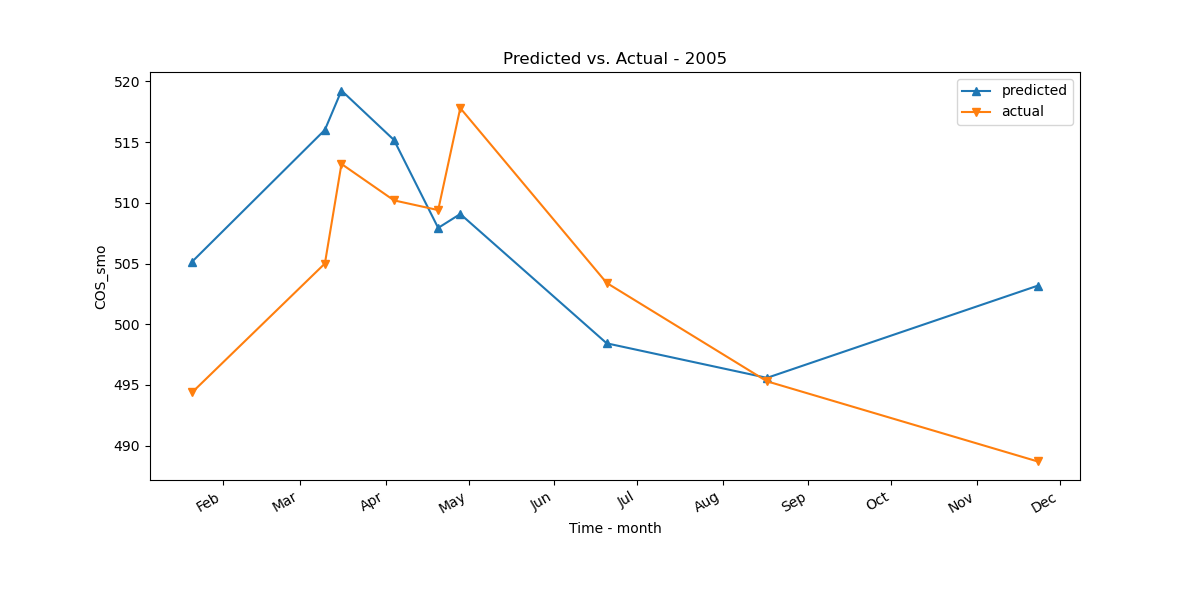 Predicted vs. Actual - 2005
predicted
actual
520
515
510
505
500
495
490
COS_smo
Feb
Mar
Apr
May
Jun
Jul
Aug
Sep
Oct
Nov
Dec
Time - month